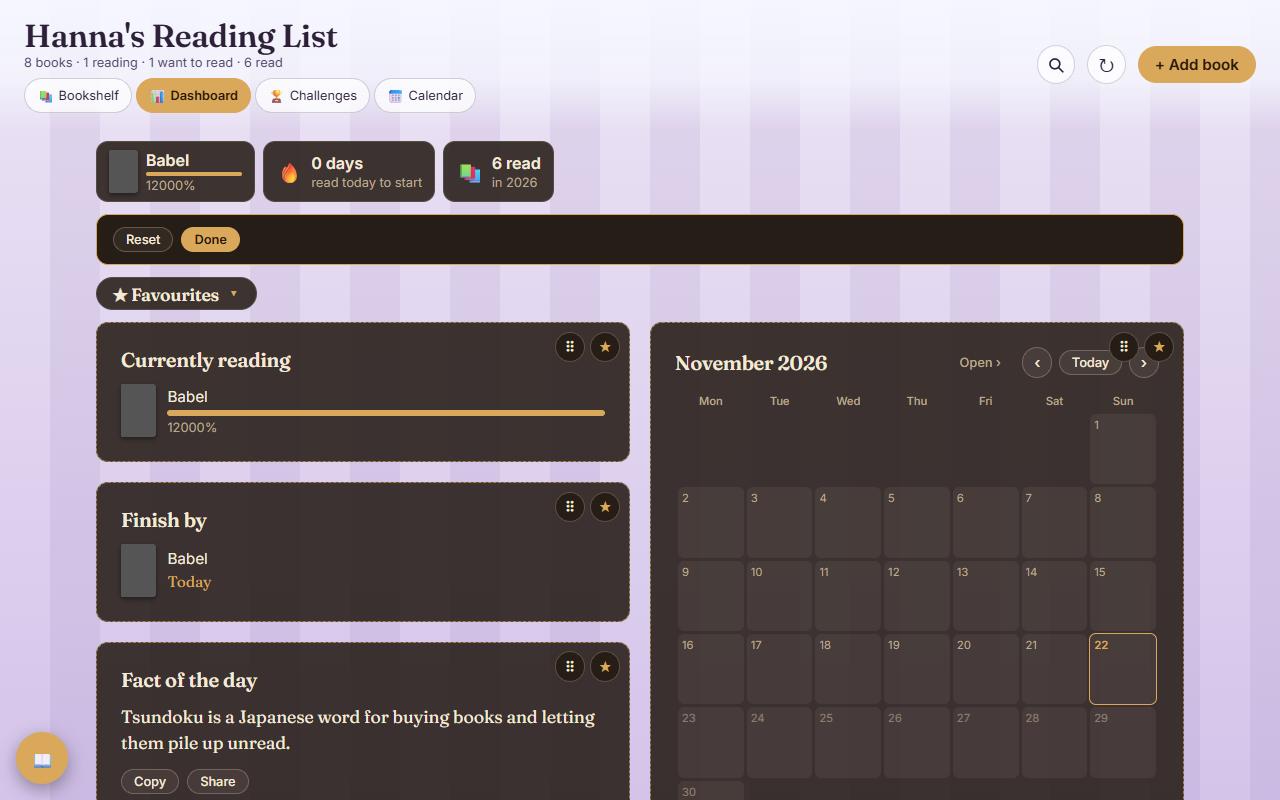 Hanna's Reading List
8 books · 1 reading · 1 want to read · 6 read
Bookshelf
Dashboard
Challenges
Calendar
+ Add book
Babel
12000%
0 days
read today to start
6 read
in 2026
Reset
Done
★ Favourites ▼
Currently reading
Babel
12000%
Finish by
Babel
Today
Fact of the day
Tsundoku is a Japanese word for buying books and letting
them pile up unread.
Copy
Share
November 2026
Open ›
‹
Today
›
Mon Tue Wed Thu Fri Sat Sun
1
2 3 4 5 6 7 8
9 10 11 12 13 14 15
16 17 18 19 20 21 22
23 24 25 26 27 28 29
30